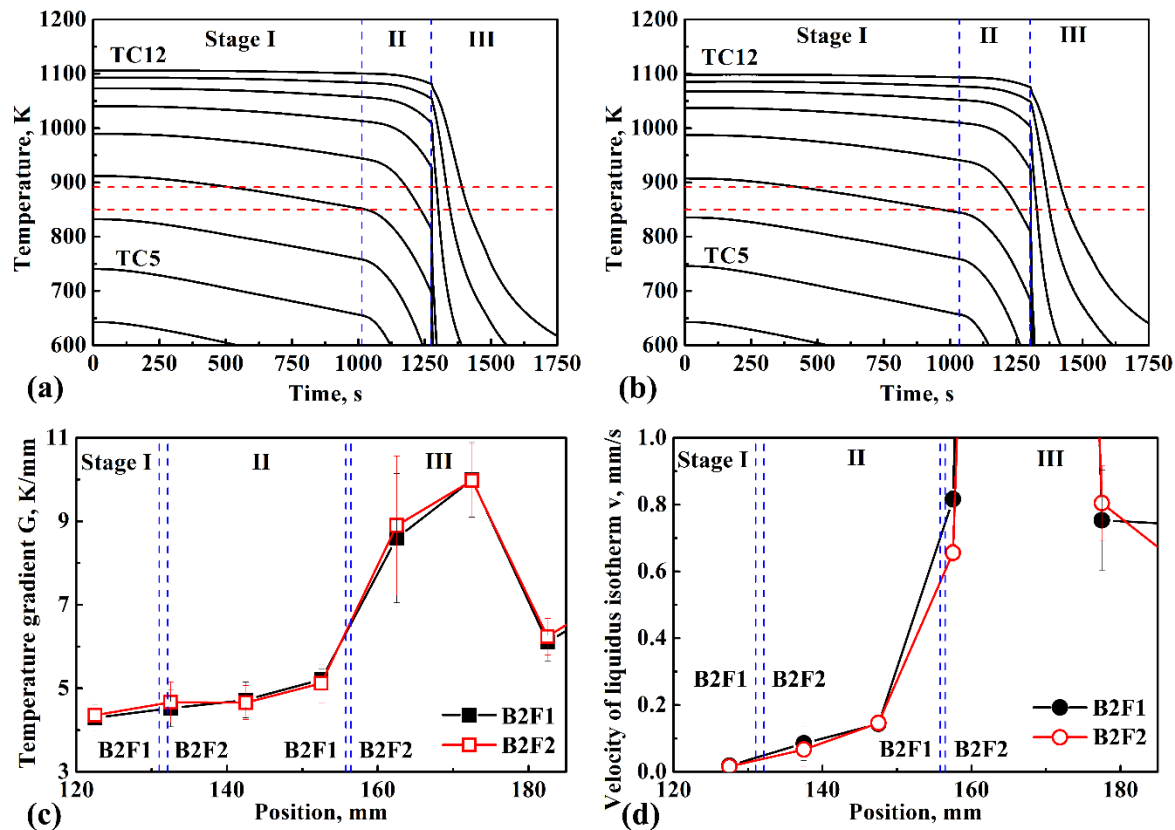 1200
1100
1000
900
800
700
600
Temperature, K
Stage I
II
III
TC12
TC5
0
250
500
750
1000
1250
1500
1750
Time, s
(a)
1200
1100
1000
900
800
700
600
Temperature, K
Stage I
II
III
TC12
TC5
0
250
500
750
1000
1250
1500
1750
Time, s
(b)
11
9
7
5
3
Temperature gradient G, K/mm
Stage I
II
III
B2F1
B2F2
B2F1
B2F2
B2F1
B2F2
120
140
160
180
Position, mm
(c)
1.0
0.8
0.6
0.4
0.2
0.0
Velocity of liquidus isotherm v, mm/s
Stage I
II
III
B2F1
B2F2
B2F1
B2F2
B2F1
B2F2
120
140
160
180
Position, mm
(d)